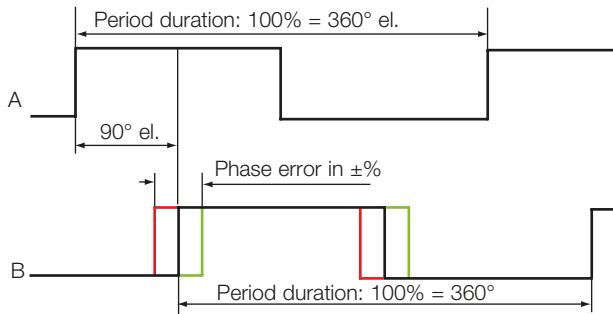 Period duration: 100% = 360° el.
A
90° el.
Phase error in ±%
B
Period duration: 100% = 360°